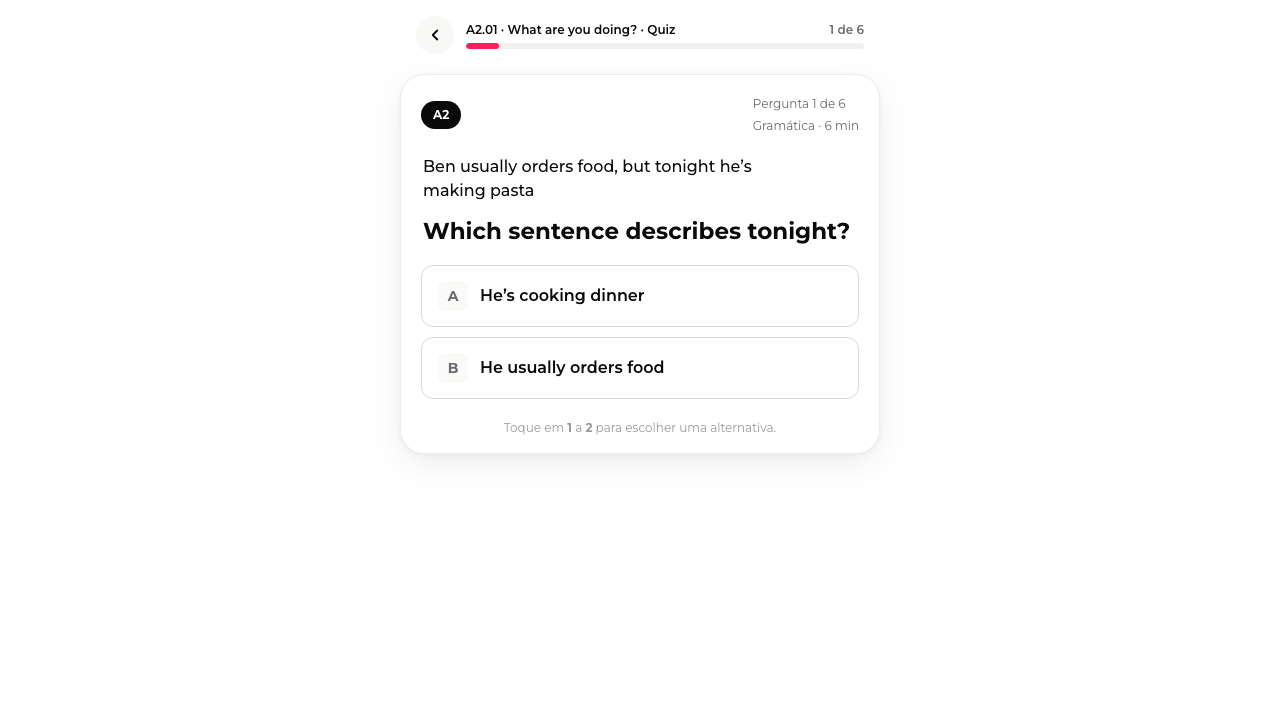 A2.01 · What are you doing? · Quiz
1 de 6
A2
Pergunta 1 de 6
Gramática · 6 min
Ben usually orders food, but tonight he’s
making pasta
Which sentence describes tonight?
A
He’s cooking dinner
B
He usually orders food
Toque em 1 a 2 para escolher uma alternativa.